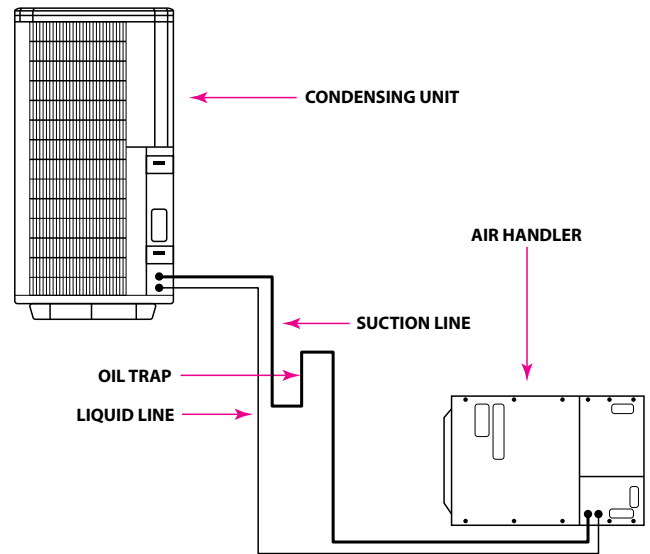 CONDENSING UNIT
AIR HANDLER
SUCTION LINE
OIL TRAP
LIQUID LINE